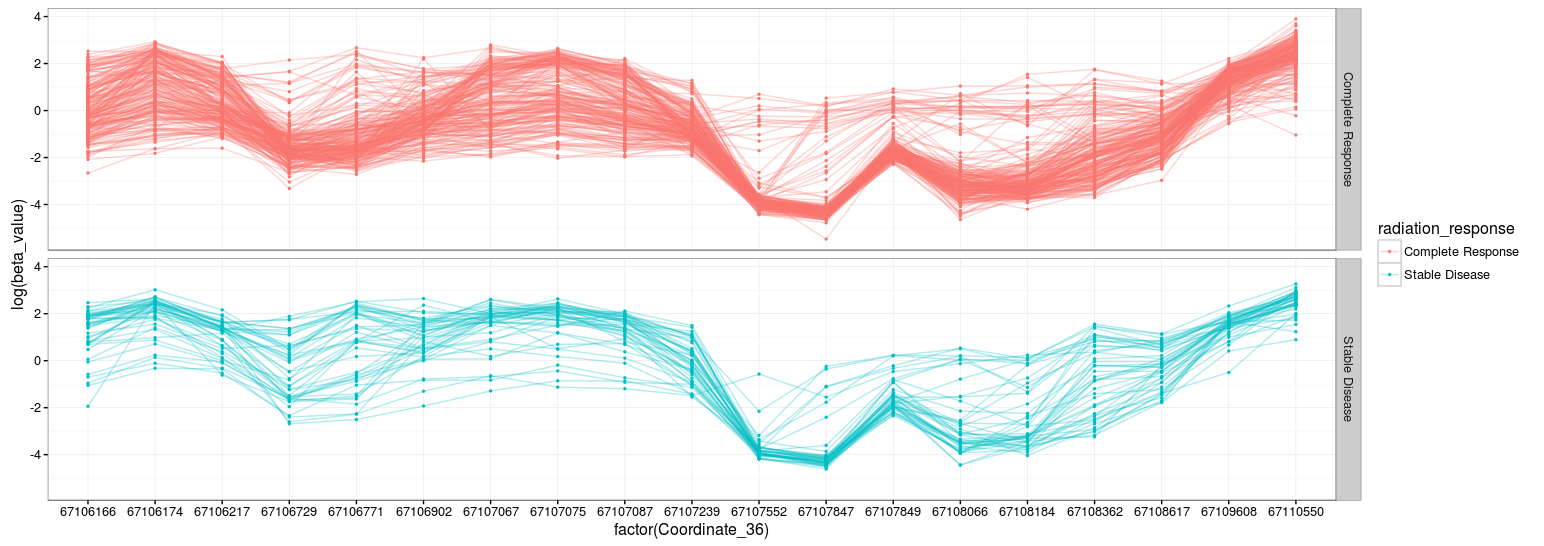 4
2
0
-2
-4
Complete Response
4
2
0
-2
-4
Stable Disease
log(beta_value)
67106166 67106174 67106217 67106729 67106771 67106902 67107067 67107075 67107087 67107239 67107552 67107847 67107849 67108066 67108184 67108362 67108617 67109608 67110550
factor(Coordinate_36)
radiation_response
Complete Response
Stable Disease